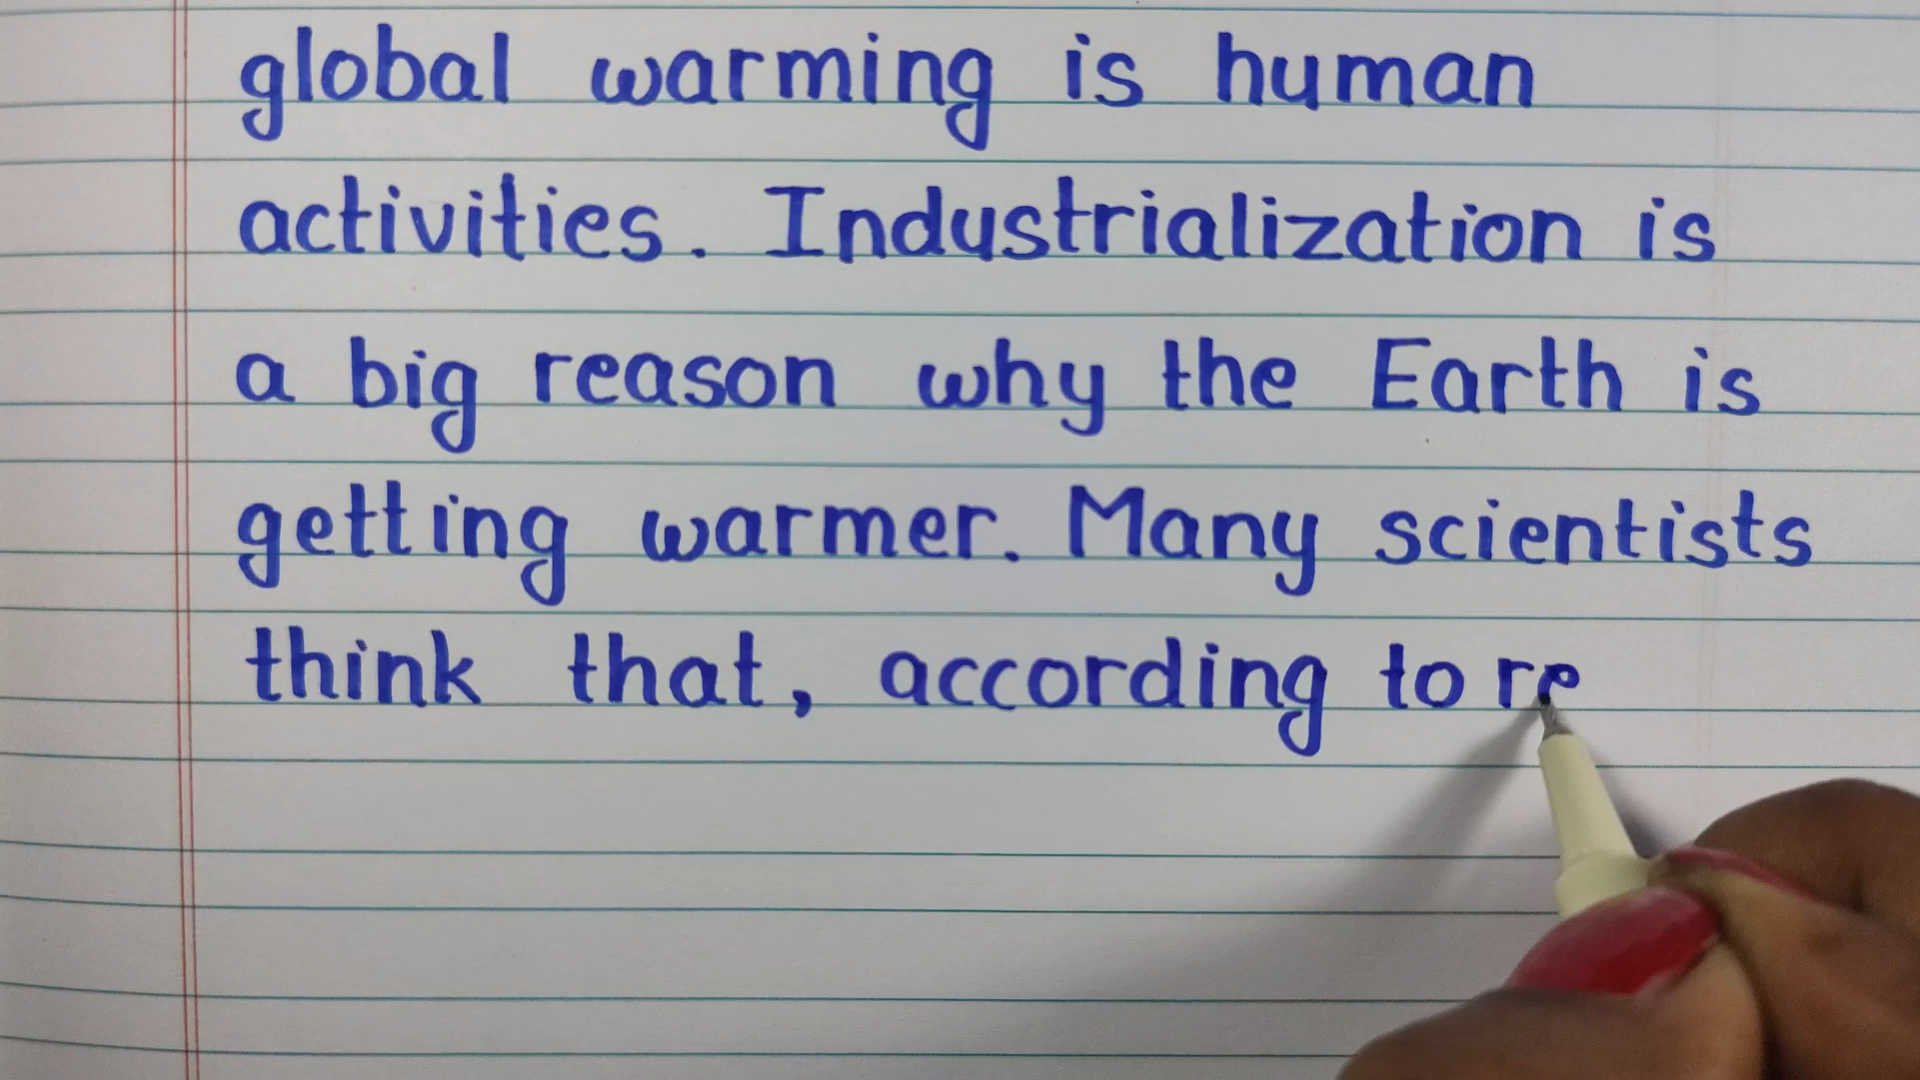 global warming is human
activities. Industrialization is
a big reason why the Earth is
getting warmer. Many scientists
think that, according to re